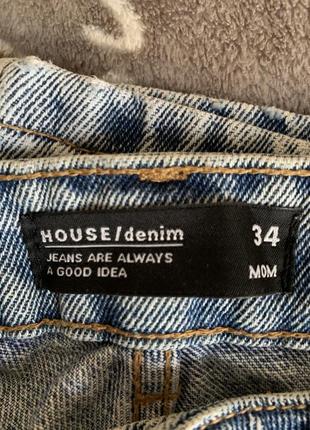 HOUSE/denim 34
JEANS ARE ALWAYS
A GOOD IDEA MOM